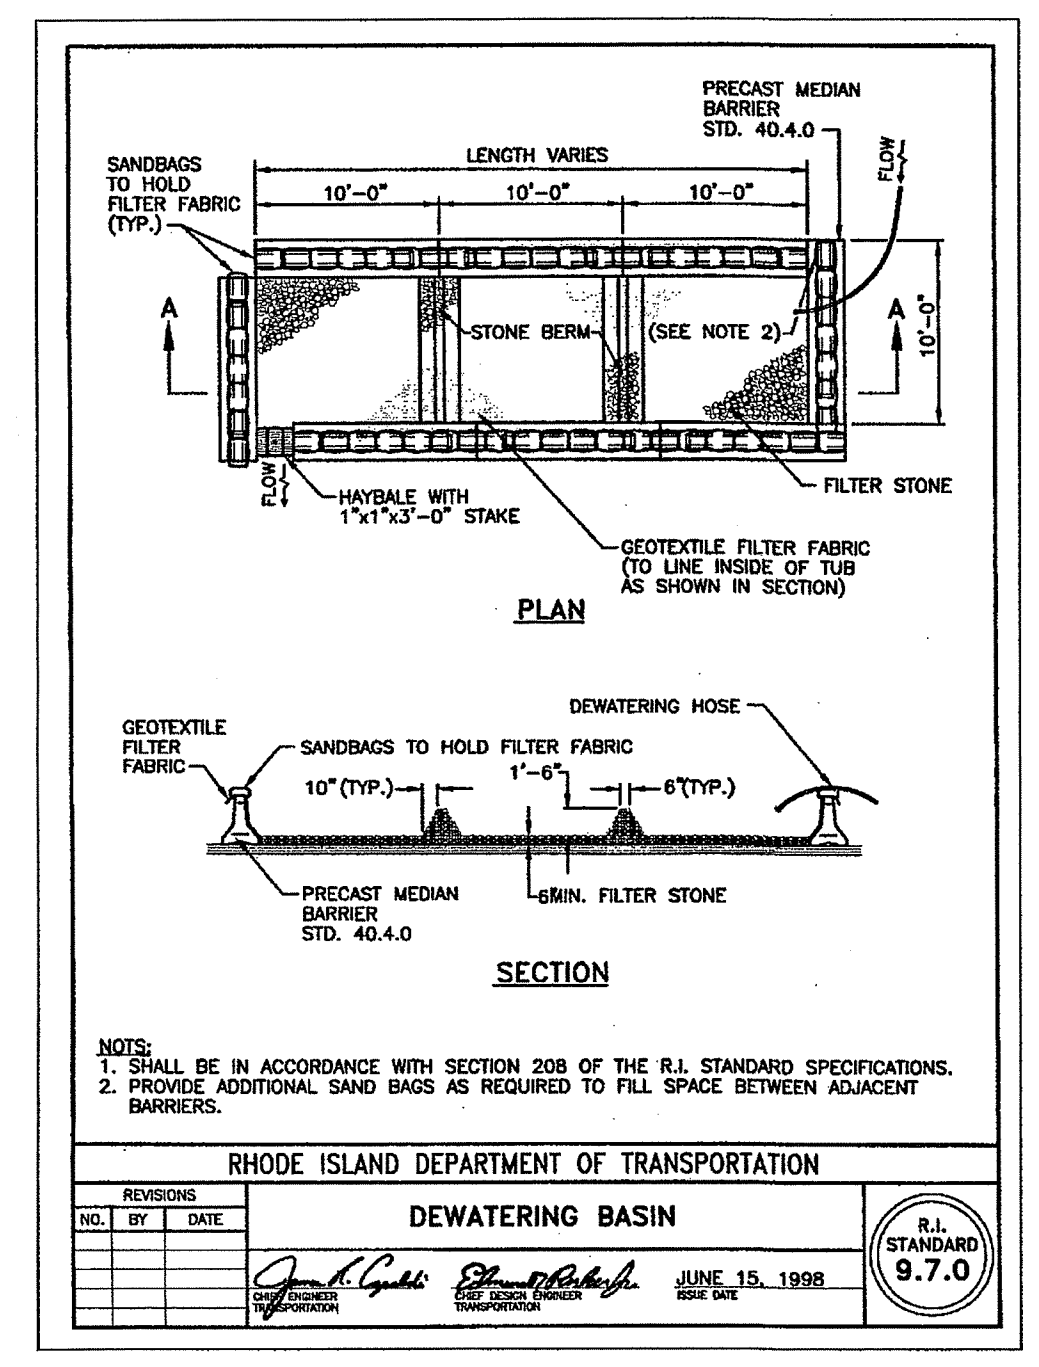 PRECAST MEDIAN
BARRIER
STD. 40.4.0
FLOW
LENGTH VARIES
SANDBAGS
TO HOLD
FILTER FABRIC
(TYP.)
10'-0"
10'-0"
10'-0"
A
A
STONE BERM
(SEE NOTE 2)
10'-0"
FLOW
HAYBALE WITH
1"x1"x3'-0" STAKE
FILTER STONE
GEOTEXTILE FILTER FABRIC
(TO LINE INSIDE OF TUB
AS SHOWN IN SECTION)
PLAN
DEWATERING HOSE
GEOTEXTILE
FILTER
FABRIC
SANDBAGS TO HOLD FILTER FABRIC
10" (TYP.)
1'-6"
6"(TYP.)
6"MIN. FILTER STONE
PRECAST MEDIAN
BARRIER
STD. 40.4.0
SECTION
NOTS:
1. SHALL BE IN ACCORDANCE WITH SECTION 208 OF THE R.I. STANDARD SPECIFICATIONS.
2. PROVIDE ADDITIONAL SAND BAGS AS REQUIRED TO FILL SPACE BETWEEN ADJACENT
BARRIERS.
RHODE ISLAND DEPARTMENT OF TRANSPORTATION
REVISIONS
NO. BY DATE
DEWATERING BASIN
CHIEF ENGINEER
TRANSPORTATION
CHIEF DESIGN ENGINEER
TRANSPORTATION
JUNE 15, 1998
ISSUE DATE
R.I.
STANDARD
9.7.0